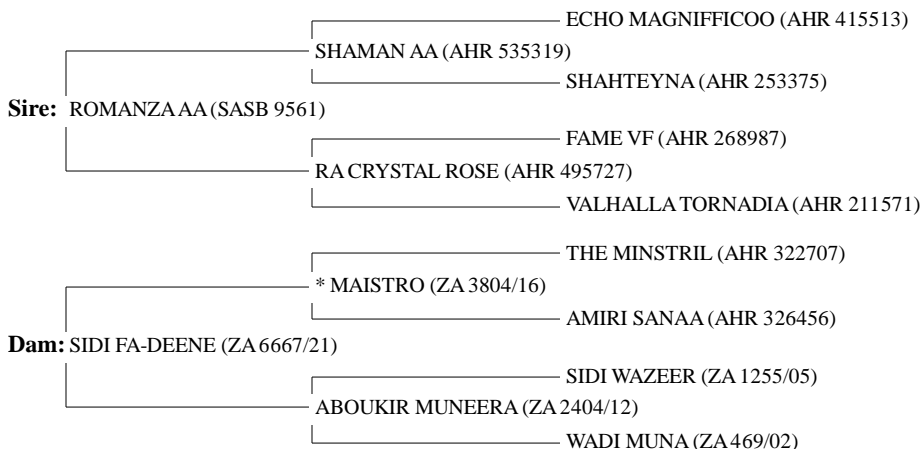 ECHO MAGNIFFICOO (AHR 415513)
SHAMAN AA (AHR 535319)
SHAHTEYNA (AHR 253375)
Sire: ROMANZA AA (SASB 9561)
FAME VF (AHR 268987)
RA CRYSTAL ROSE (AHR 495727)
VALHALLA TORNADIA (AHR 211571)
THE MINSTRIL (AHR 322707)
* MAISTRO (ZA 3804/16)
AMIRI SANAA (AHR 326456)
Dam: SIDI FA-DEENE (ZA 6667/21)
SIDI WAZEER (ZA 1255/05)
ABOUKIR MUNEERA (ZA 2404/12)
WADI MUNA (ZA 469/02)